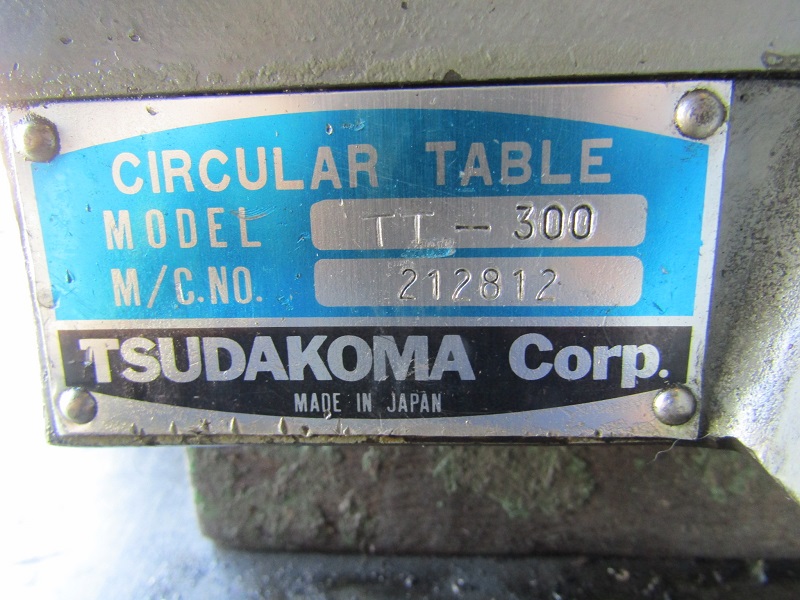 CIRCULAR TABLE
MODEL TT-300
M/C.NO. 212812
TSUDAKOMA Corp.
MADE IN JAPAN